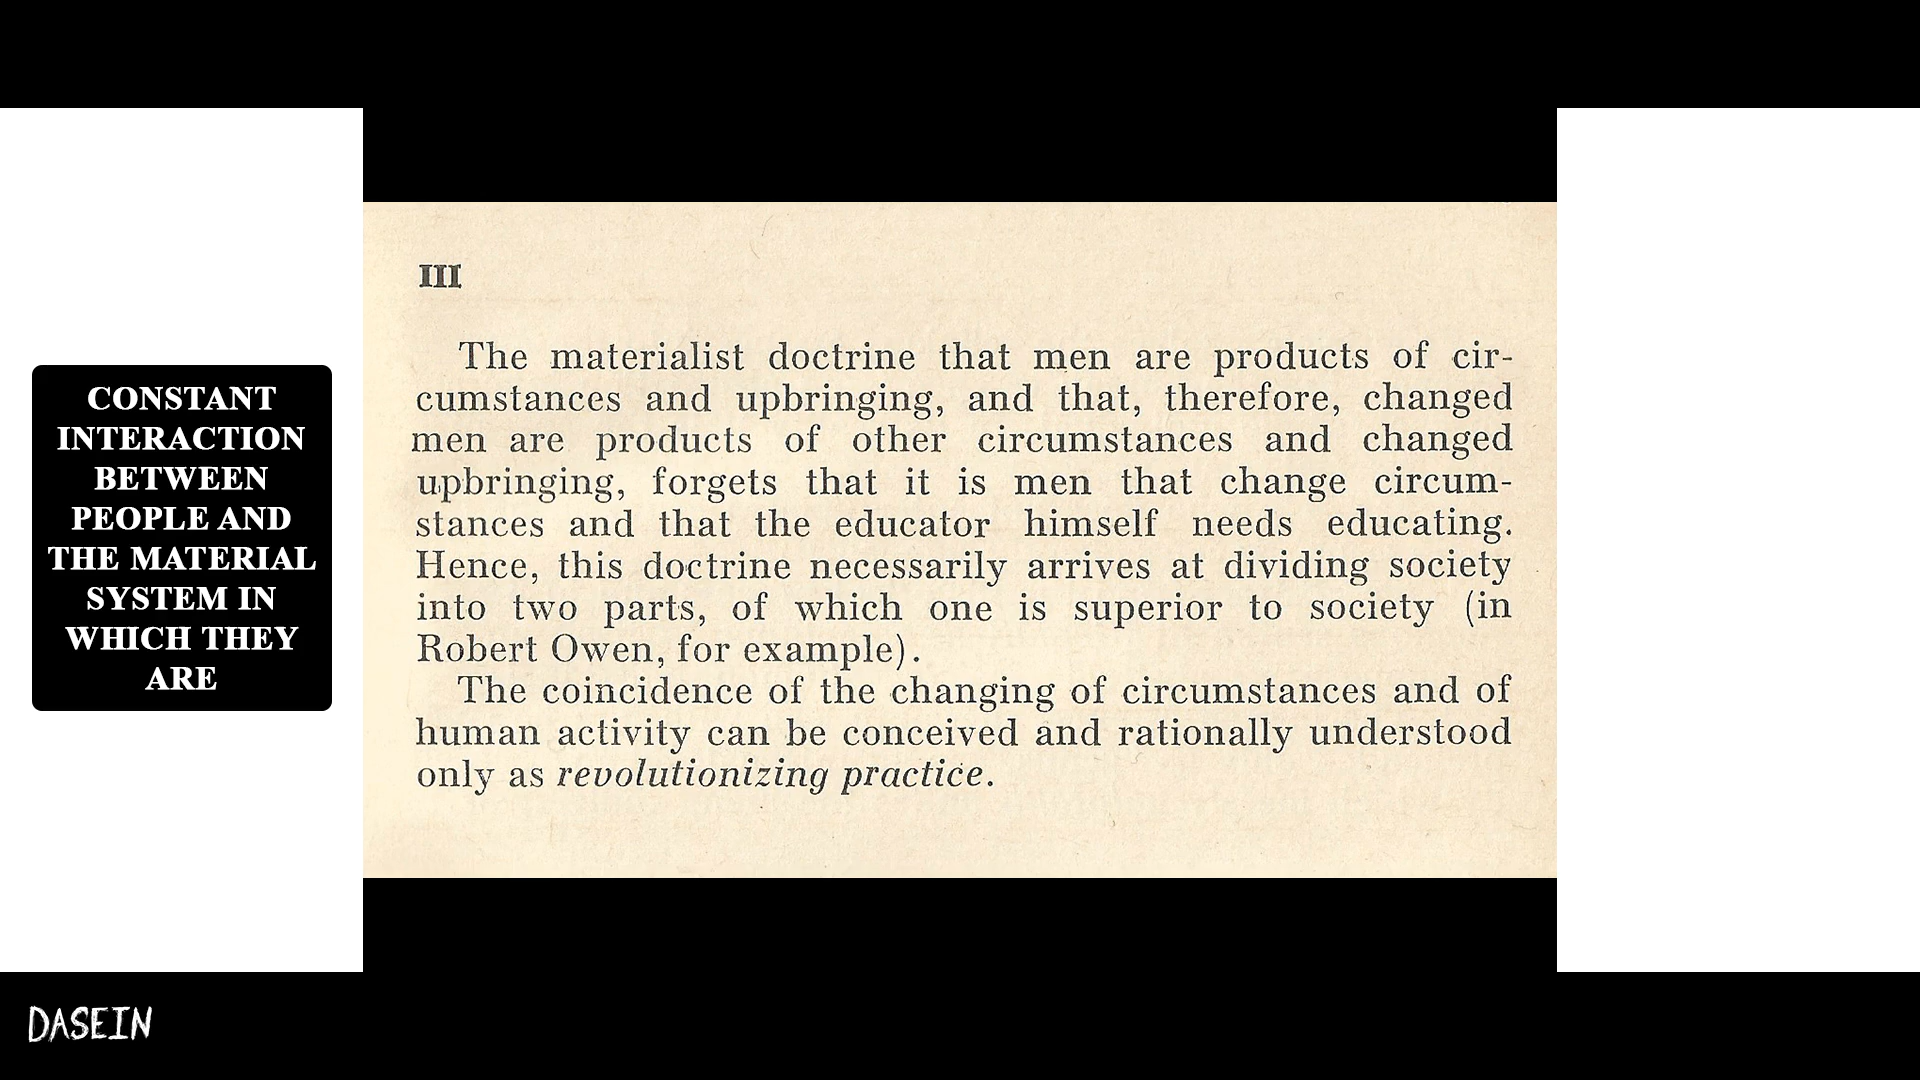 CONSTANT
INTERACTION
BETWEEN
PEOPLE AND
THE MATERIAL
SYSTEM IN
WHICH THEY
ARE
III
The materialist doctrine that men are products of cir-
cumstances and upbringing, and that, therefore, changed
men are products of other circumstances and changed
upbringing, forgets that it is men that change circum-
stances and that the educator himself needs educating.
Hence, this doctrine necessarily arrives at dividing society
into two parts, of which one is superior to society (in
Robert Owen, for example).
The coincidence of the changing of circumstances and of
human activity can be conceived and rationally understood
only as revolutionizing practice.
DASEIN